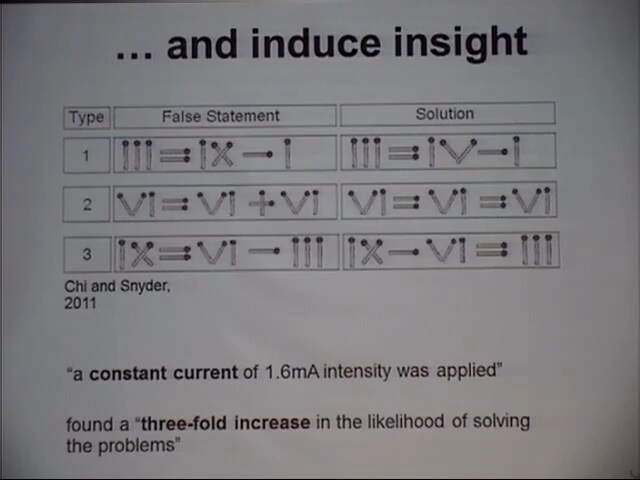 ... and induce insight
Type False Statement Solution
1 III = IX - I III = IV - I
2 VI = VI + VI VI = VI = VI
3 IX = VI - III IX - VI = III
Chi and Snyder,
2011
“a constant current of 1.6mA intensity was applied”
found a “three-fold increase in the likelihood of solving
the problems”